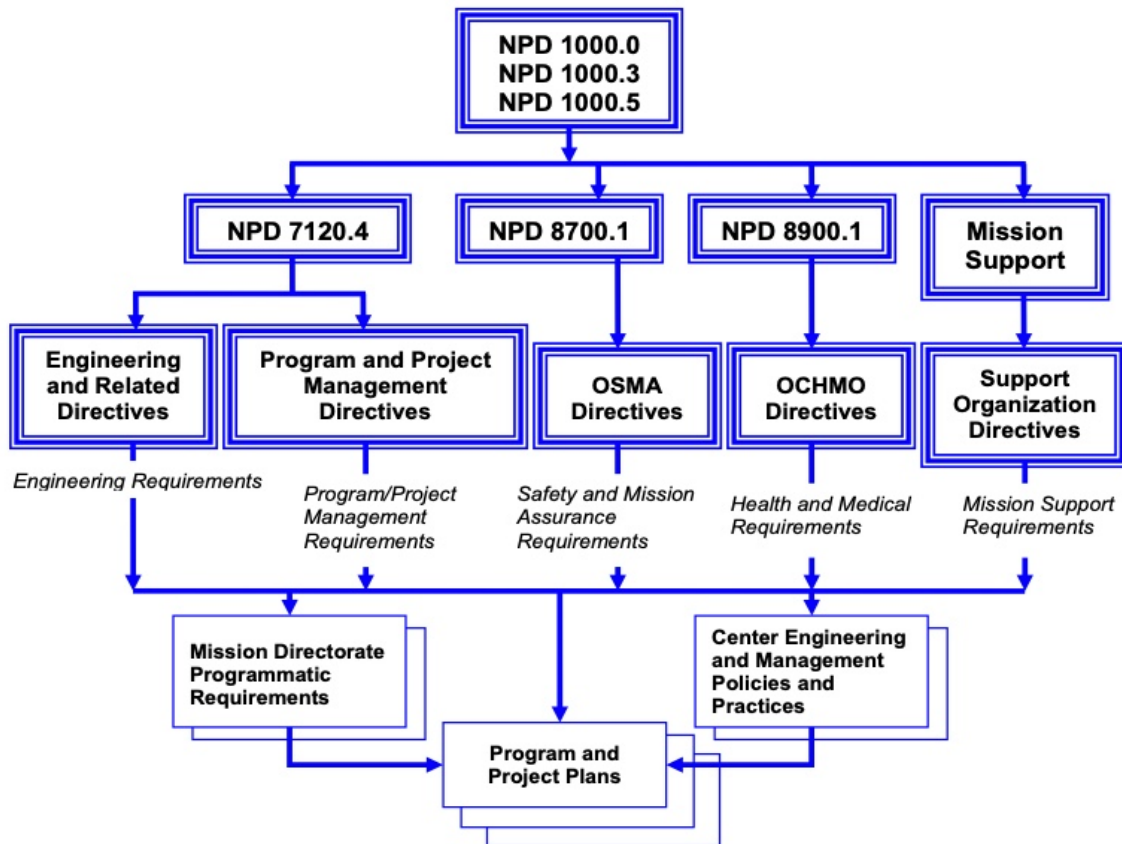 NPD 1000.0
NPD 1000.3
NPD 1000.5
NPD 7120.4
NPD 8700.1
NPD 8900.1
Mission
Support
Engineering
and Related
Directives
Program and Project
Management
Directives
OSMA
Directives
OCHMO
Directives
Support
Organization
Directives
Engineering Requirements
Program/Project
Management
Requirements
Safety and Mission
Assurance
Requirements
Health and Medical
Requirements
Mission Support
Requirements
Mission Directorate
Programmatic
Requirements
Center Engineering
and Management
Policies and
Practices
Program and
Project Plans